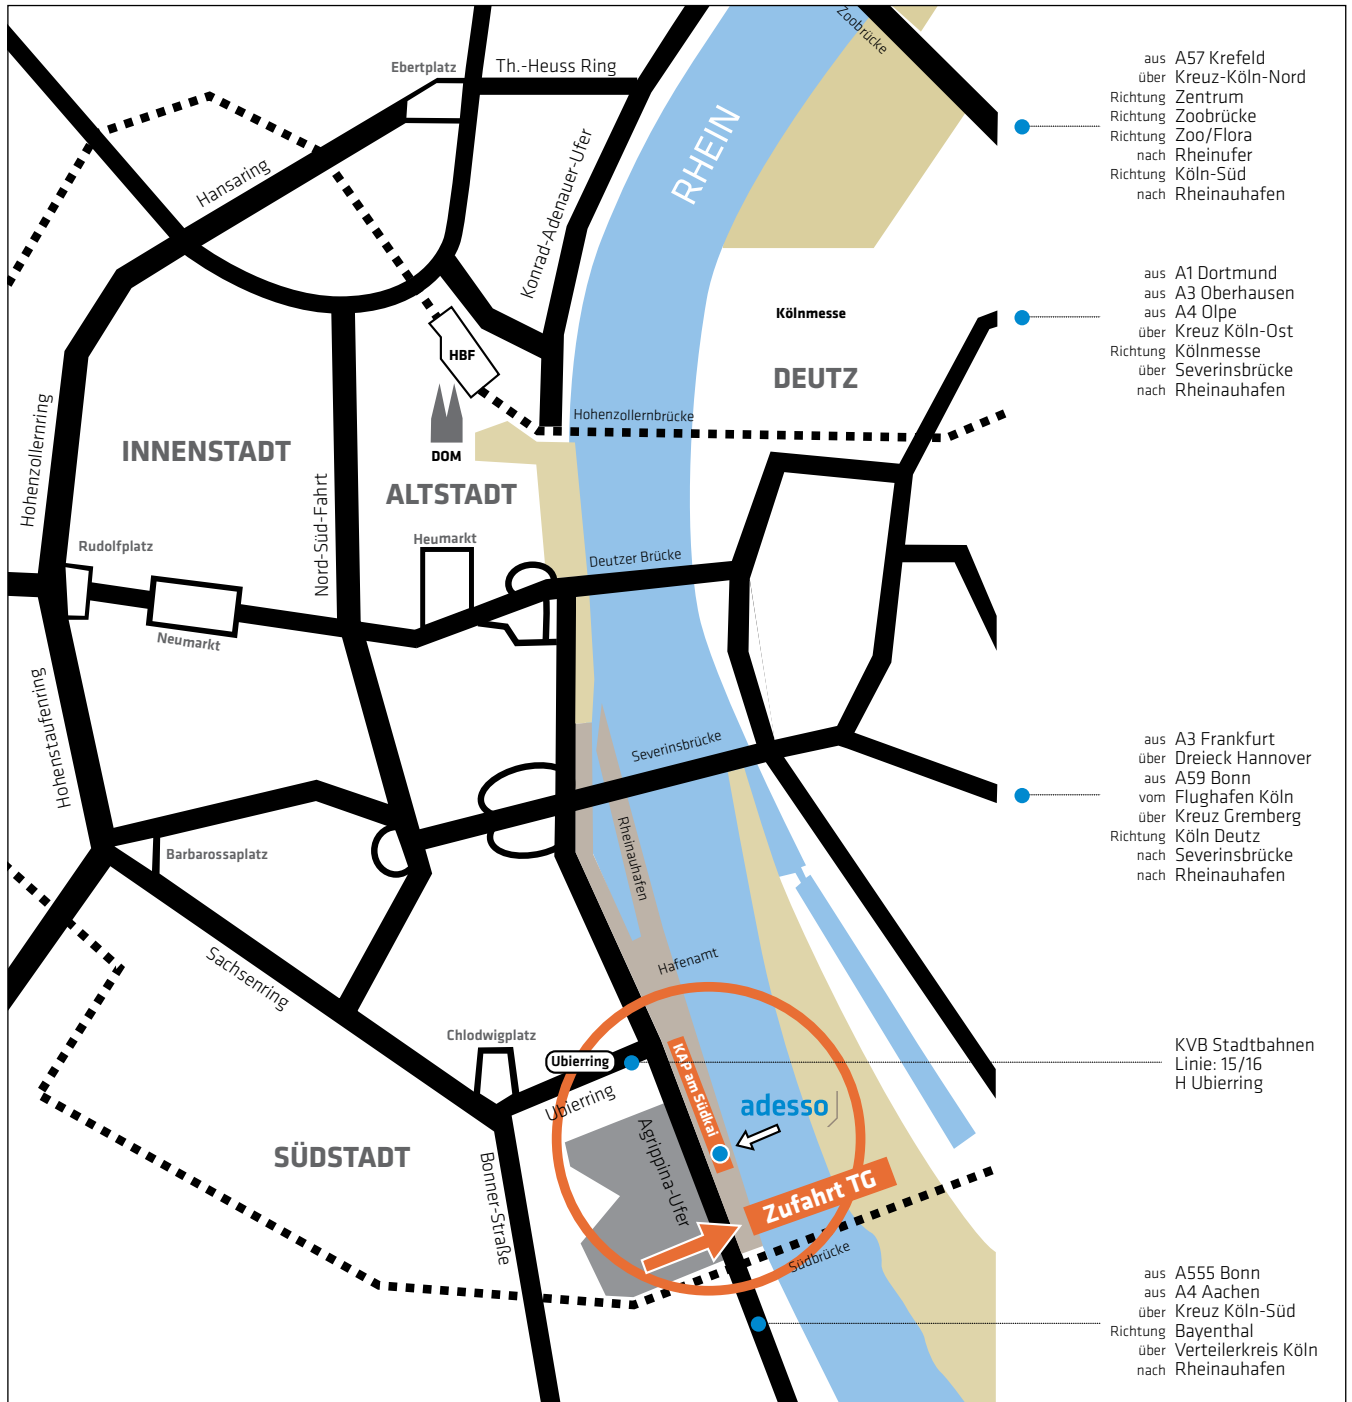 Zoobrücke
Ebertplatz
Th.-Heuss Ring
RHEIN
Hansaring
Konrad-Adenauer-Ufer
Kölnmesse
HBF
DEUTZ
Hohenzollernbrücke
Hohenzollernring
INNENSTADT
DOM
ALTSTADT
Nord-Süd-Fahrt
Heumarkt
Rudolfplatz
Deutzer Brücke
Neumarkt
Hohenstaufenring
Severinsbrücke
Rheinauhafen
Barbarossaplatz
Sachsenring
Hafenamt
Chlodwigplatz
Ubierring
Ubierring
KAP am Südkai
adesso
Agrippina-Ufer
SÜDSTADT
Bonner-Straße
Zufahrt TG
Südbrücke
aus A57 Krefeld
über Kreuz-Köln-Nord
Richtung Zentrum
Richtung Zoobrücke
Richtung Zoo/Flora
nach Rheinufer
Richtung Köln-Süd
nach Rheinauhafen
aus A1 Dortmund
aus A3 Oberhausen
aus A4 Olpe
über Kreuz Köln-Ost
Richtung Kölnmesse
über Severinsbrücke
nach Rheinauhafen
aus A3 Frankfurt
über Dreieck Hannover
aus A59 Bonn
vom Flughafen Köln
über Kreuz Gremberg
Richtung Köln Deutz
nach Severinsbrücke
nach Rheinauhafen
KVB Stadtbahnen
Linie: 15/16
H Ubierring
aus A555 Bonn
aus A4 Aachen
über Kreuz Köln-Süd
Richtung Bayenthal
über Verteilerkreis Köln
nach Rheinauhafen